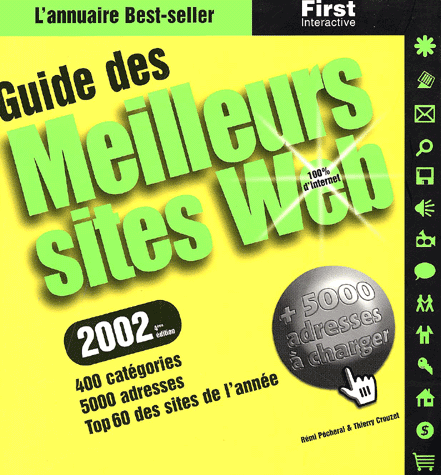 L'annuaire Best-seller
First
Interactive
Guide des
Meilleurs
sites Web
100%
d'internet
+ 5000
adresses
à charger
2002 4ème édition
400 catégories
5000 adresses
Top 60 des sites de l'année
Rémi Pécheral & Thierry Crouzet